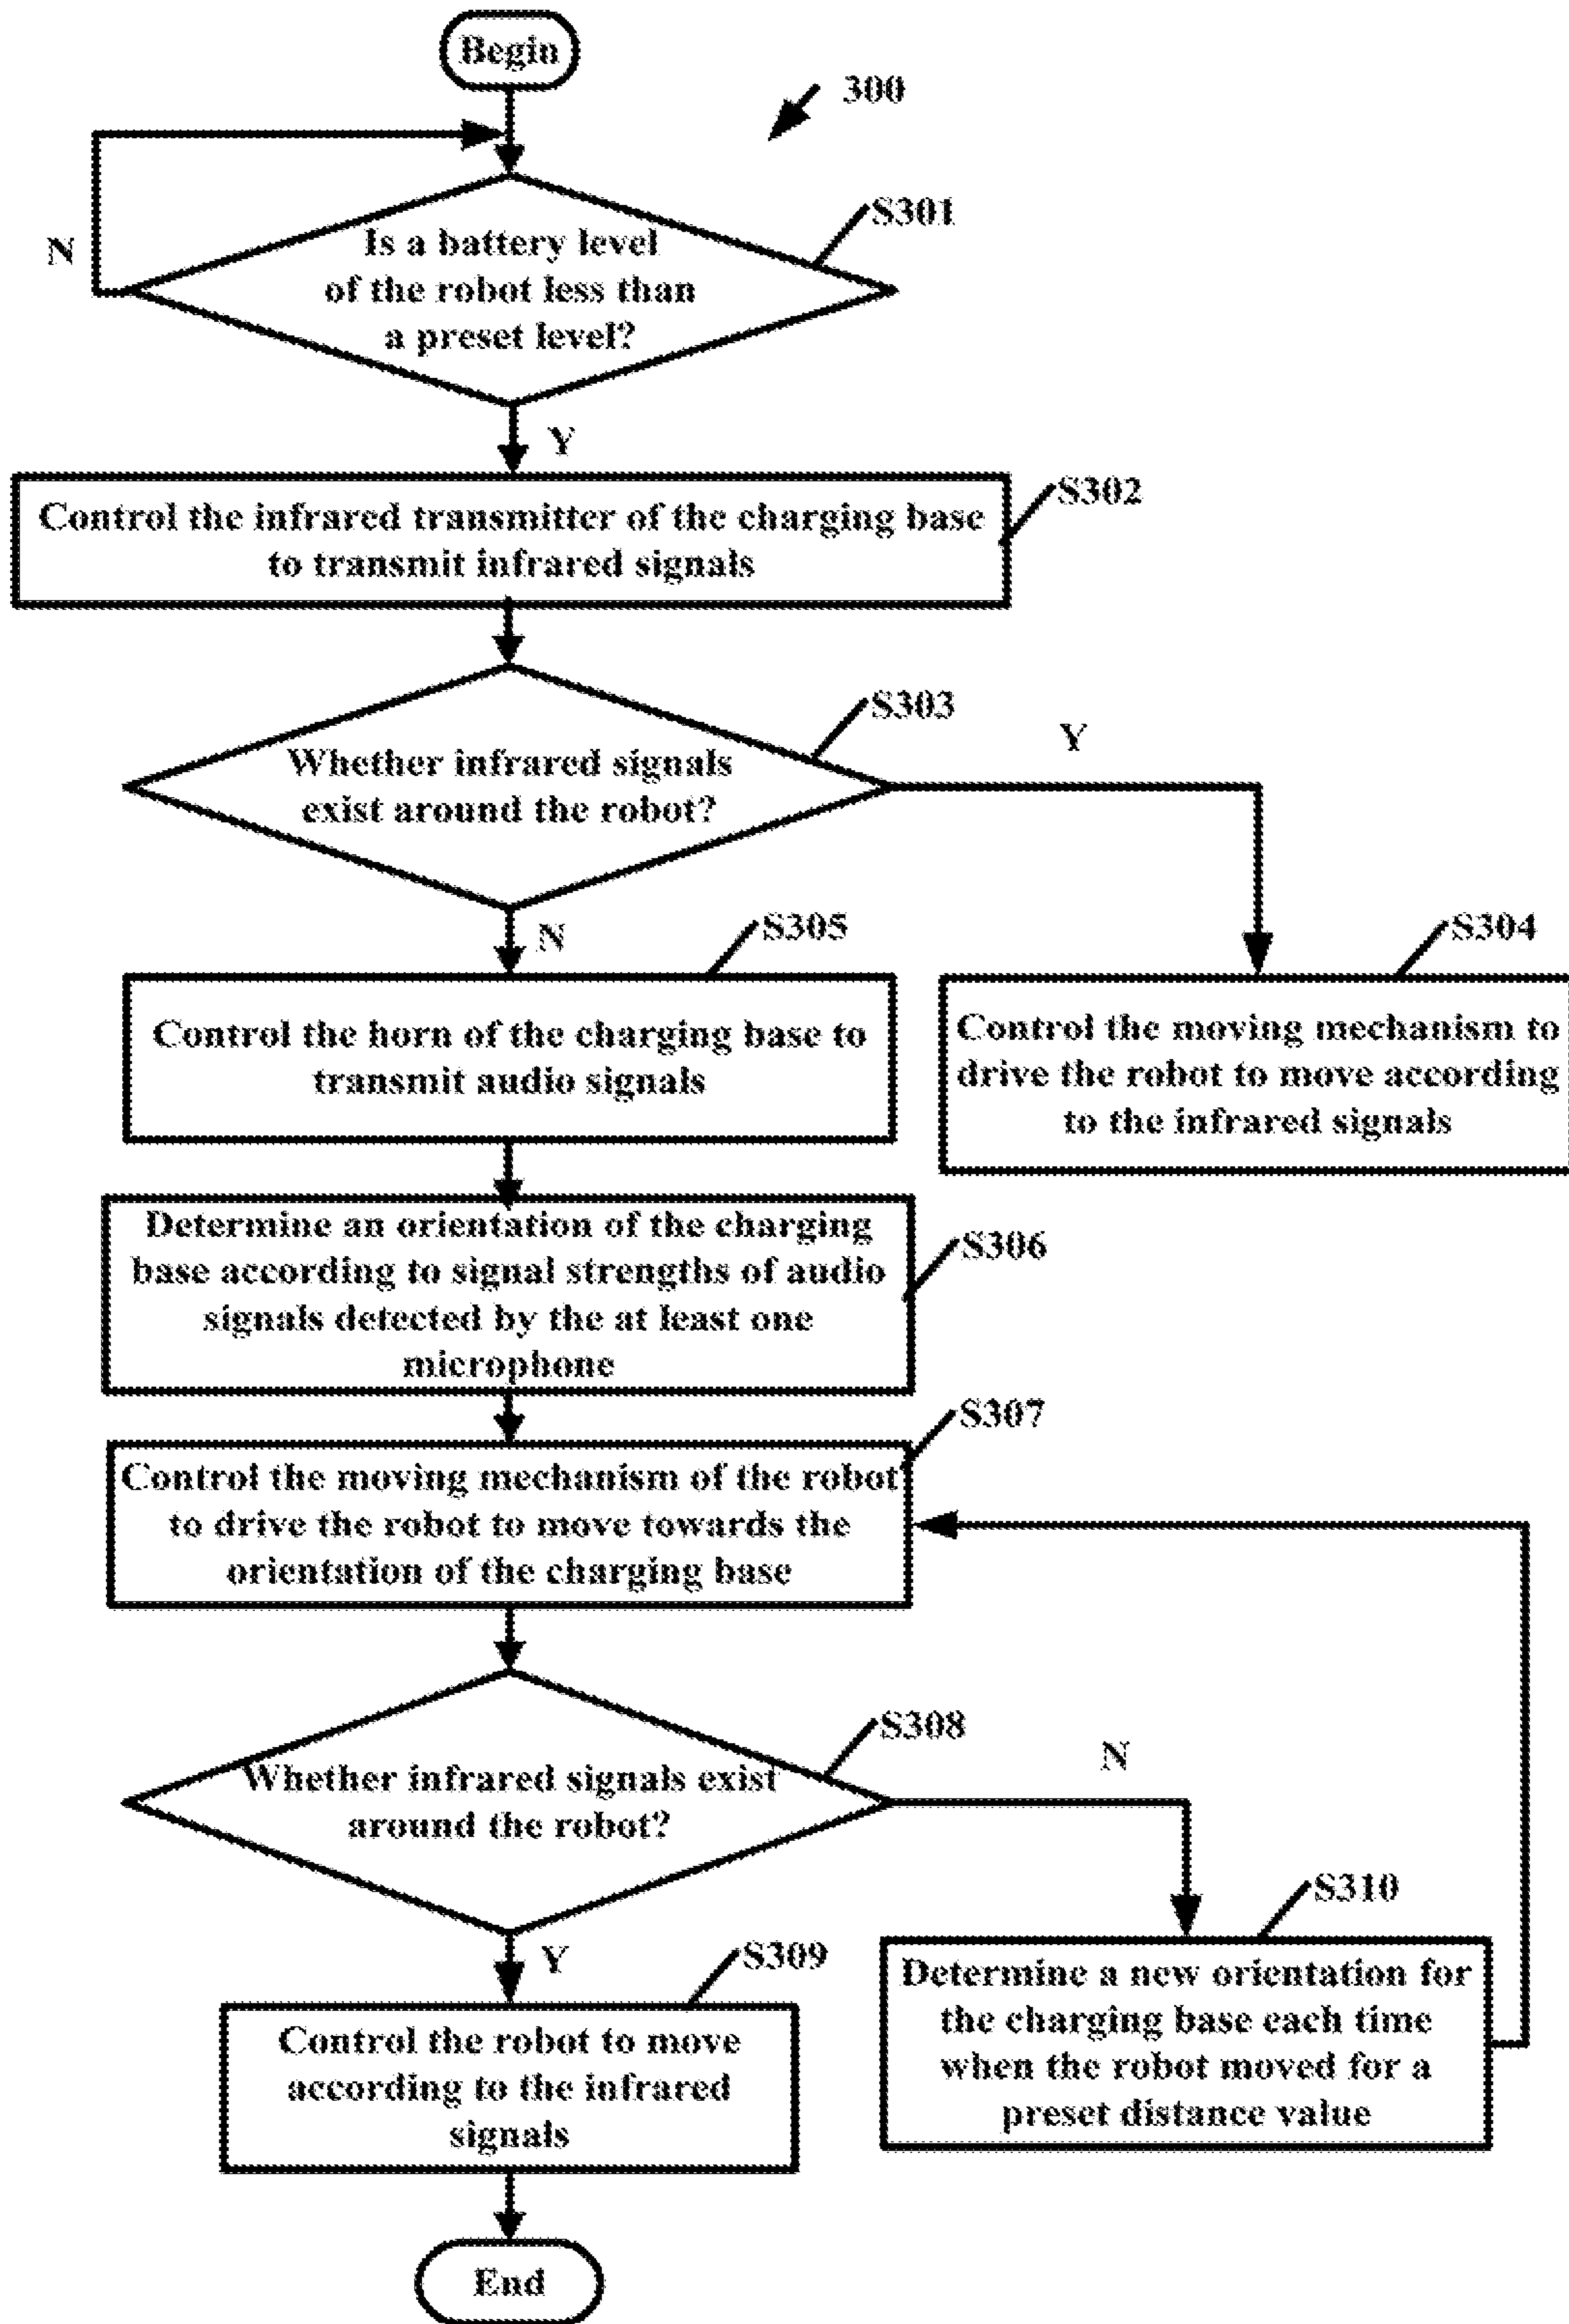 Begin
300
S301
N
Is a battery level
of the robot less than
a preset level?
Y
S302
Control the infrared transmitter of the charging base
to transmit infrared signals
S303
Y
Whether infrared signals
exist around the robot?
N
S305
S304
Control the horn of the charging base to
transmit audio signals
Control the moving mechanism to
drive the robot to move according
to the infrared signals
Determine an orientation of the charging
base according to signal strengths of audio
signals detected by the at least one
microphone
S306
S307
Control the moving mechanism of the robot
to drive the robot to move towards the
orientation of the charging base
S308
N
Whether infrared signals exist
around the robot?
S310
Y
S309
Determine a new orientation for
the charging base each time
when the robot moved for a
preset distance value
Control the robot to move
according to the infrared
signals
End